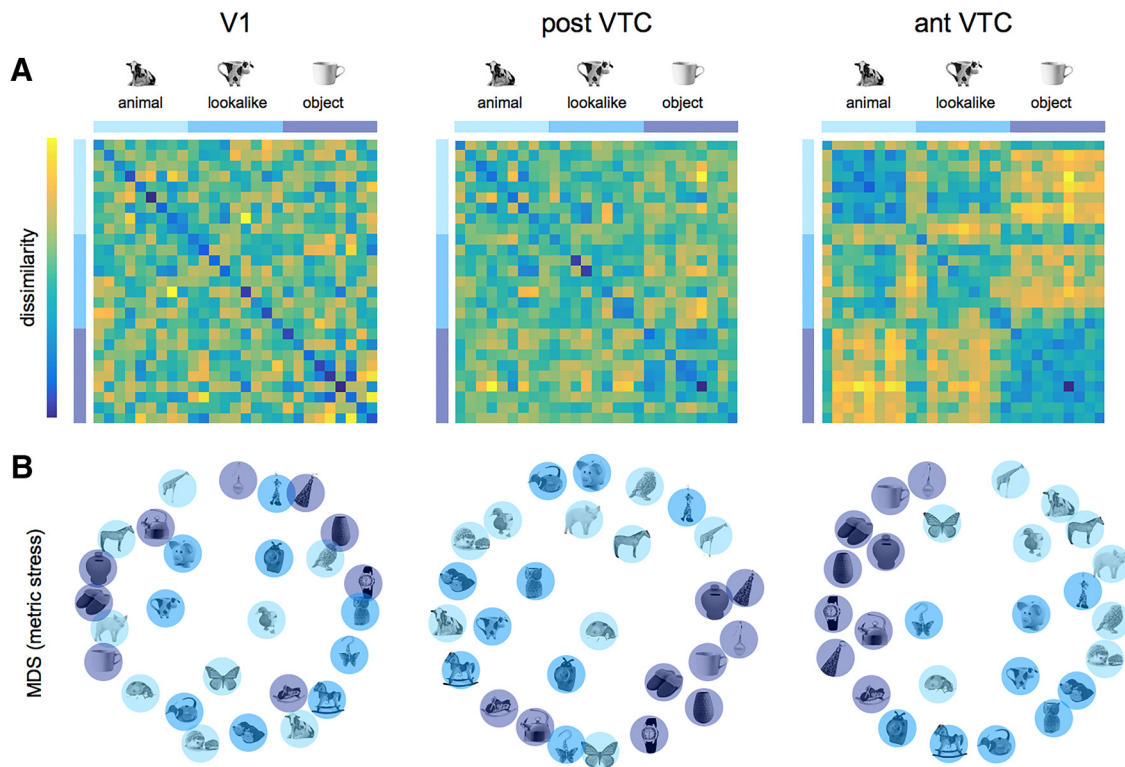 V1
post VTC
ant VTC
A
animal
lookalike
object
animal
lookalike
object
animal
lookalike
object
dissimilarity
B
MDS (metric stress)